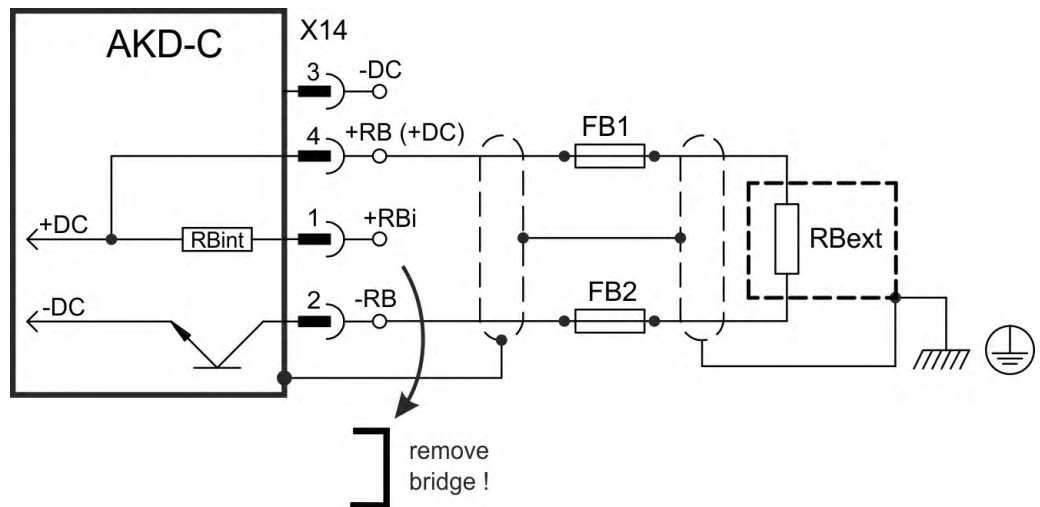 AKD-C
X14
3
-DC
4
+RB (+DC)
FB1
+DC
RBint
1
+RBi
RBext
-DC
2
-RB
FB2
remove
bridge !